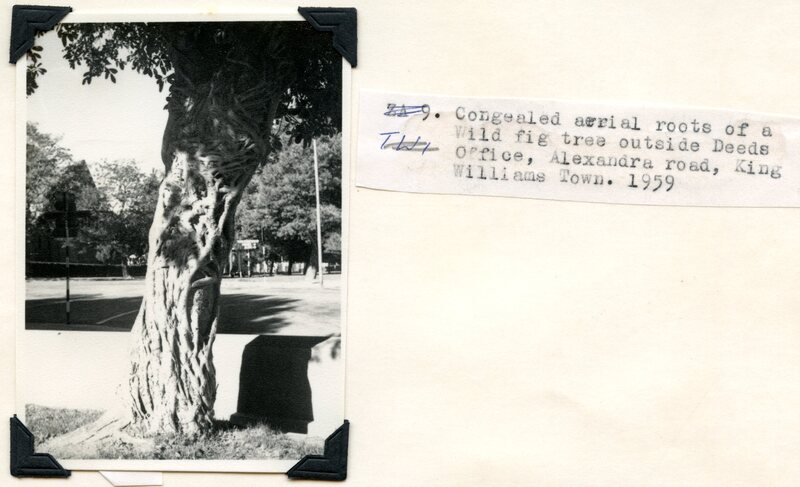 9. Congealed aerial roots of a
Wild fig tree outside Deeds
Office, Alexandra road, King
Williams Town. 1959